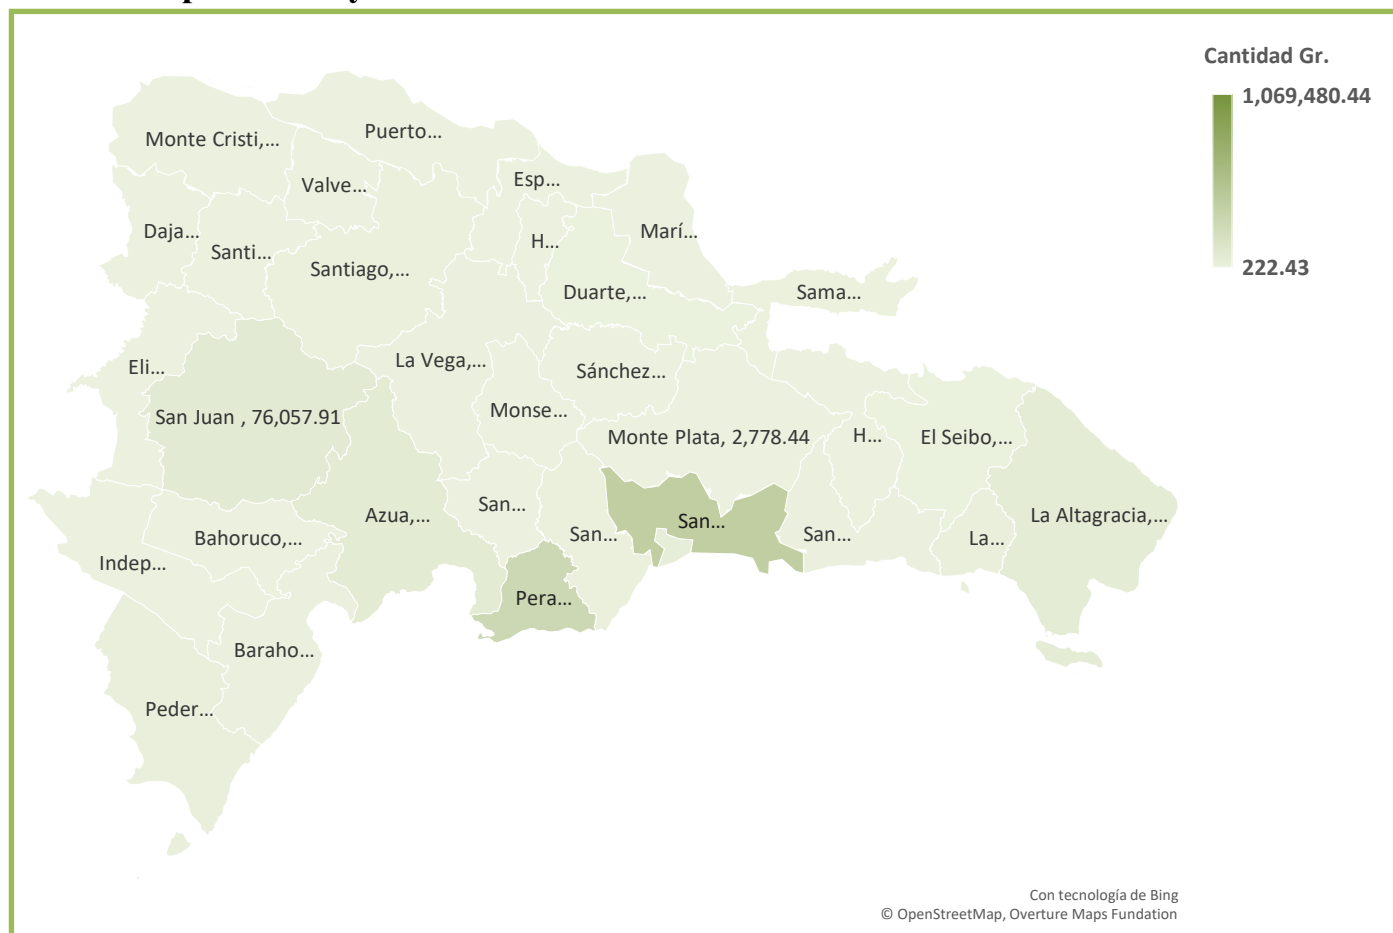 Cantidad Gr.
1,069,480.44
222.43
Puerto...
Monte Cristi,...
Valve...
Esp...
Daja...
Santi...
H...
Marí...
Santiago,...
Duarte,...
Sama...
Eli...
La Vega,...
Sánchez...
San Juan , 76,057.91
Monse...
Monte Plata, 2,778.44
H...
El Seibo,...
Azua,...
San...
San...
La Altagracia,...
Bahoruco,...
San...
San...
La...
Indep...
Pera...
Baraho...
Peder...
Con tecnología de Bing
© OpenStreetMap, Overture Maps Fundation